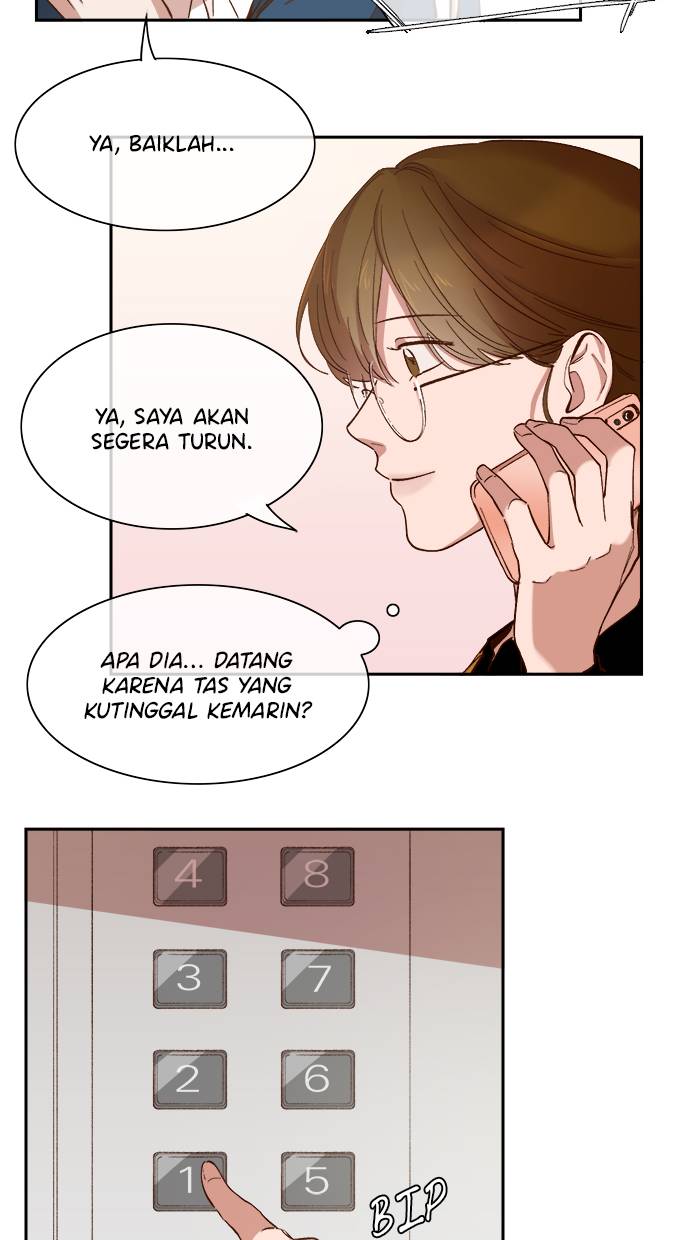 YA, BAIKLAH...
YA, SAYA AKAN
SEGERA TURUN.
APA DIA... DATANG
KARENA TAS YANG
KUTINGGAL KEMARIN?
4 8
3 7
2 6
1 5
BIP